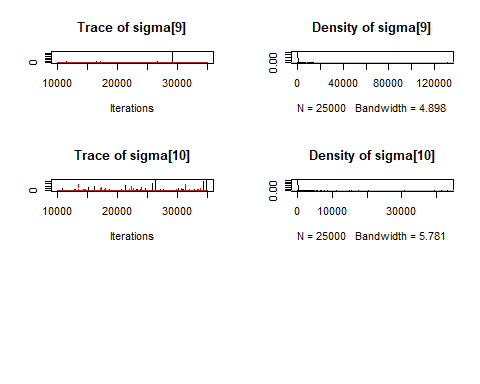 Trace of sigma[9]
0
10000 20000 30000
Iterations
Density of sigma[9]
0.00
0 40000 80000 120000
N = 25000 Bandwidth = 4.898
Trace of sigma[10]
0
10000 20000 30000
Iterations
Density of sigma[10]
0.00
0 10000 30000
N = 25000 Bandwidth = 5.781